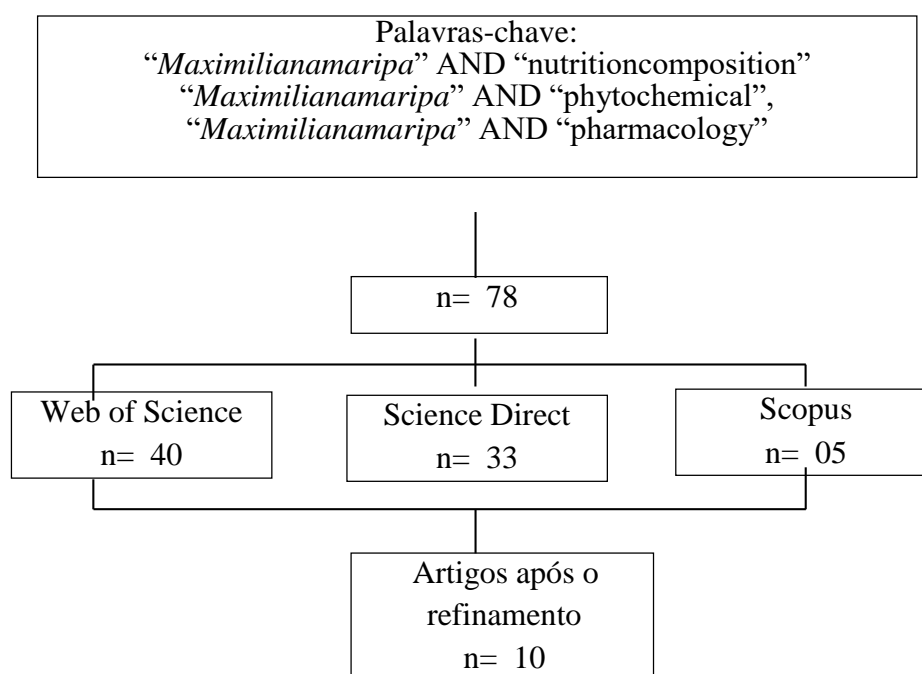 Palavras-chave:
“Maximilianamaripa” AND “nutritioncomposition”
“Maximilianamaripa” AND “phytochemical”,
“Maximilianamaripa” AND “pharmacology”
n= 78
Web of Science
n= 40
Science Direct
n= 33
Scopus
n= 05
Artigos após o
refinamento
n= 10